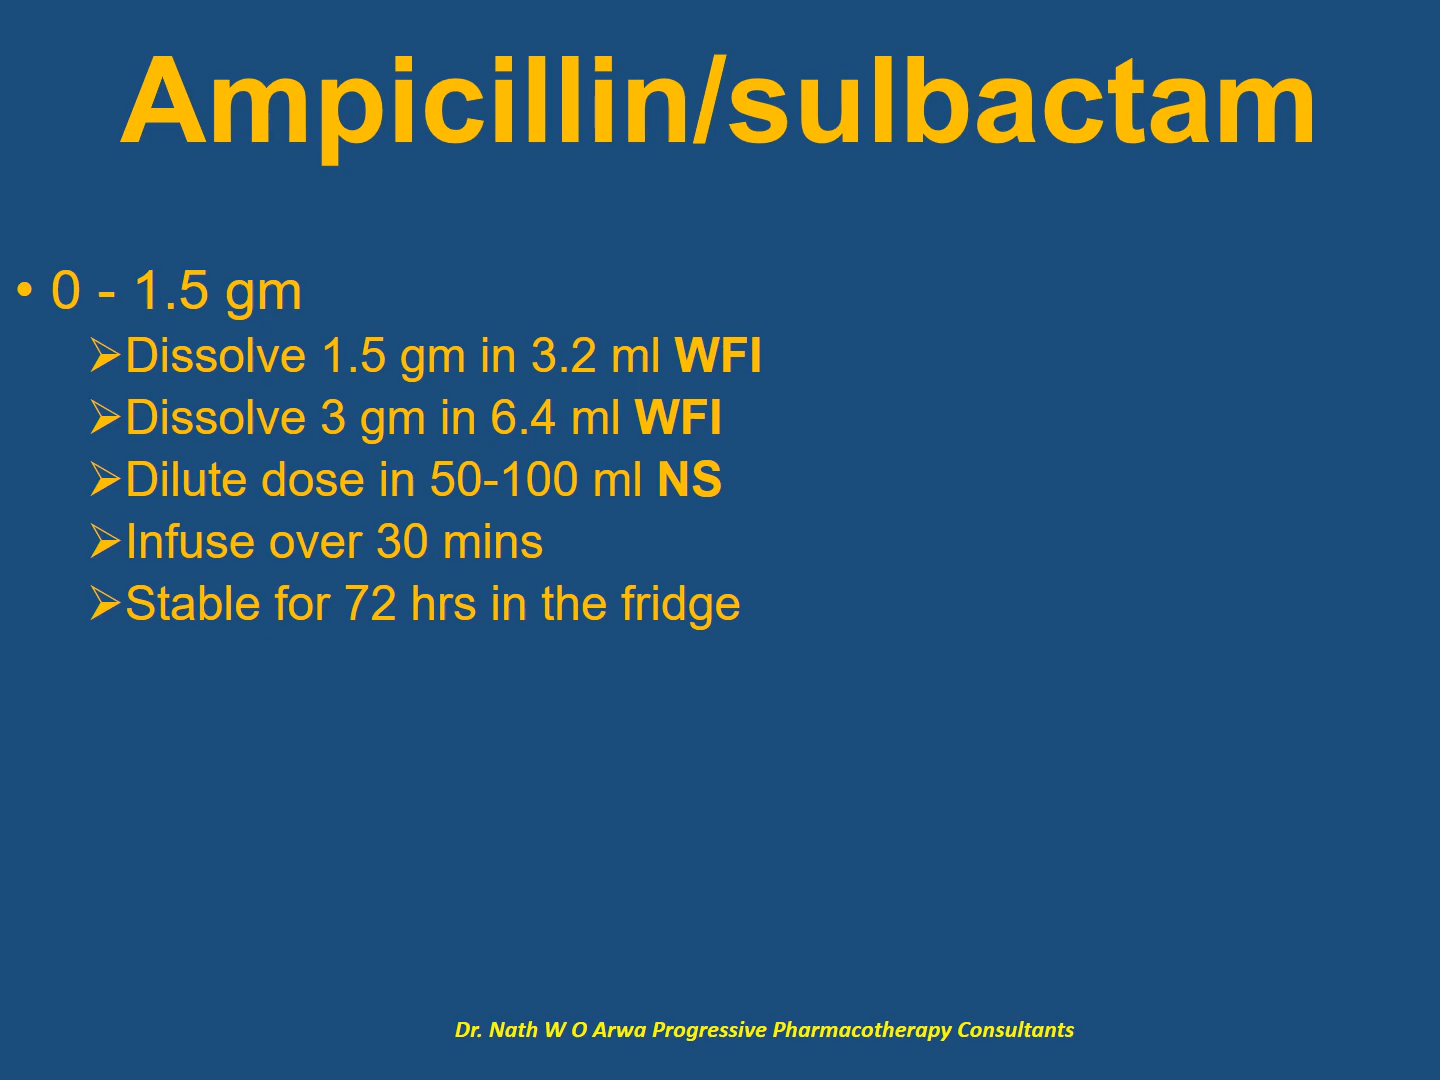 Ampicillin/sulbactam
• 0 - 1.5 gm
➢Dissolve 1.5 gm in 3.2 ml WFI
➢Dissolve 3 gm in 6.4 ml WFI
➢Dilute dose in 50-100 ml NS
➢Infuse over 30 mins
➢Stable for 72 hrs in the fridge
Dr. Nath W O Arwa Progressive Pharmacotherapy Consultants